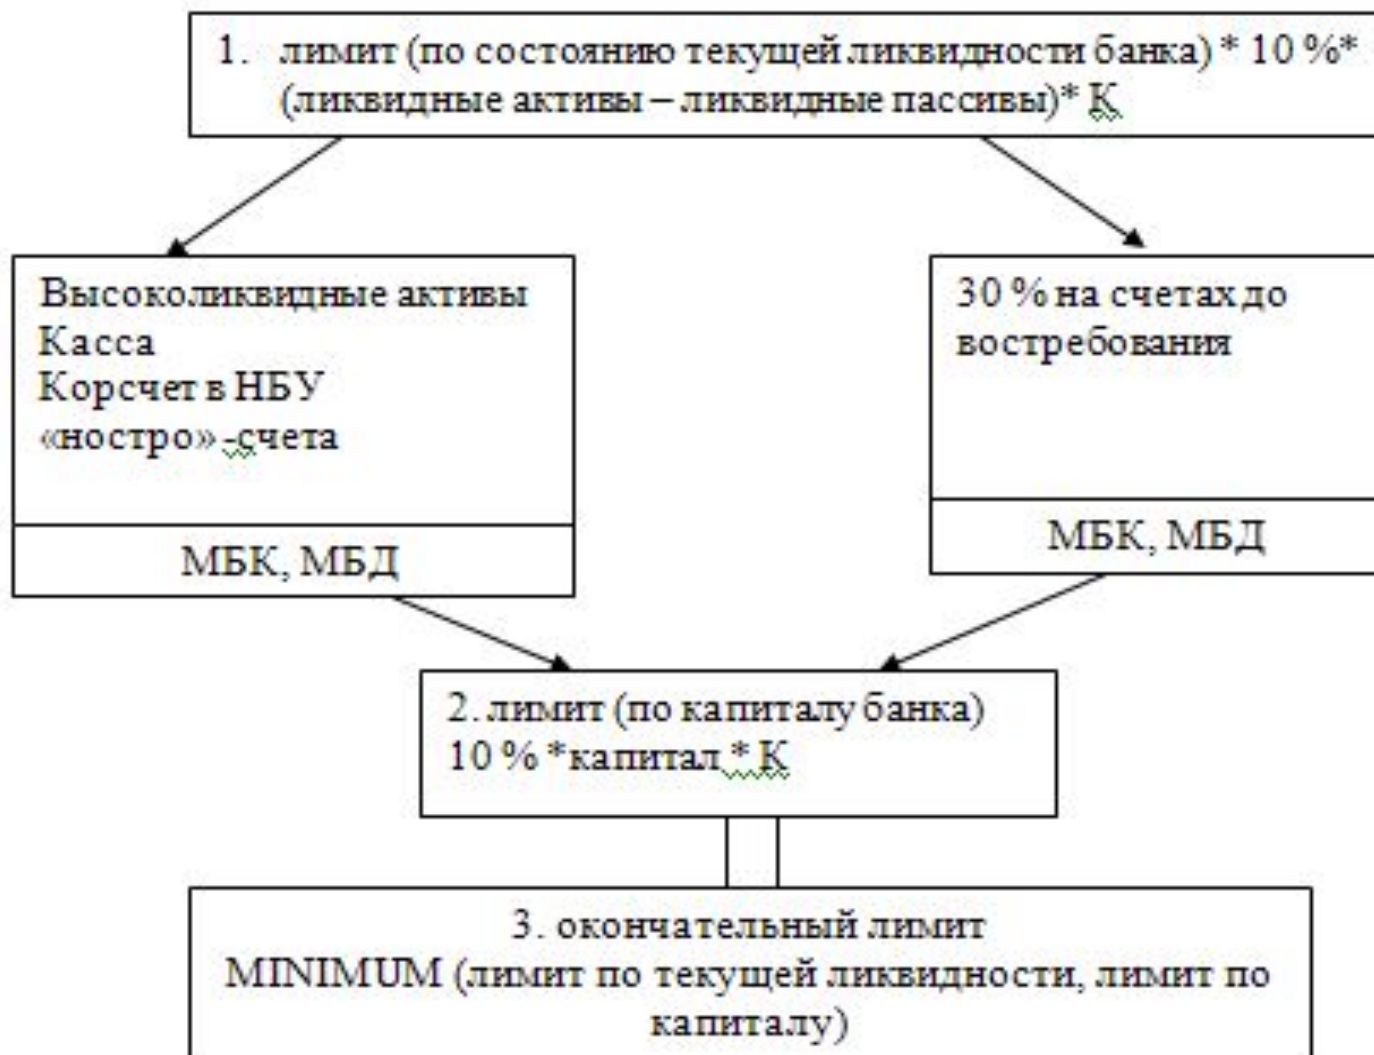 1. лимит (по состоянию текущей ликвидности банка) * 10 %*
(ликвидные активы – ликвидные пассивы)* К
Высоколиквидные активы
Касса
Корсчет в НБУ
«ностро» -счета
МБК, МБД
30 % на счетах до
востребования
МБК, МБД
2. лимит (по капиталу банка)
10 % *капитал * К
3. окончательный лимит
MINIMUM (лимит по текущей ликвидности, лимит по
капиталу)